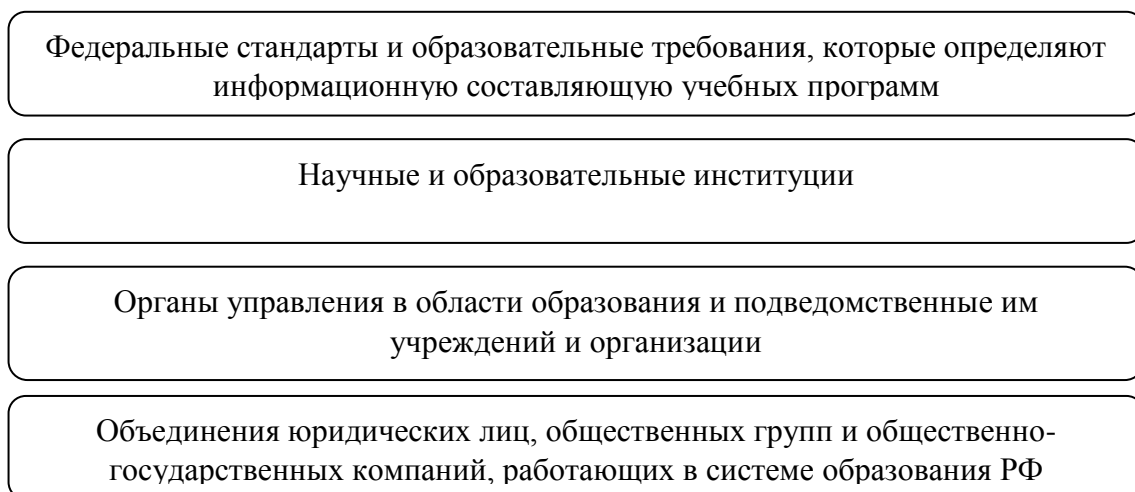 Федеральные стандарты и образовательные требования, которые определяют
информационную составляющую учебных программ
Научные и образовательные институции
Органы управления в области образования и подведомственные им
учреждений и организации
Объединения юридических лиц, общественных групп и общественно-
государственных компаний, работающих в системе образования РФ